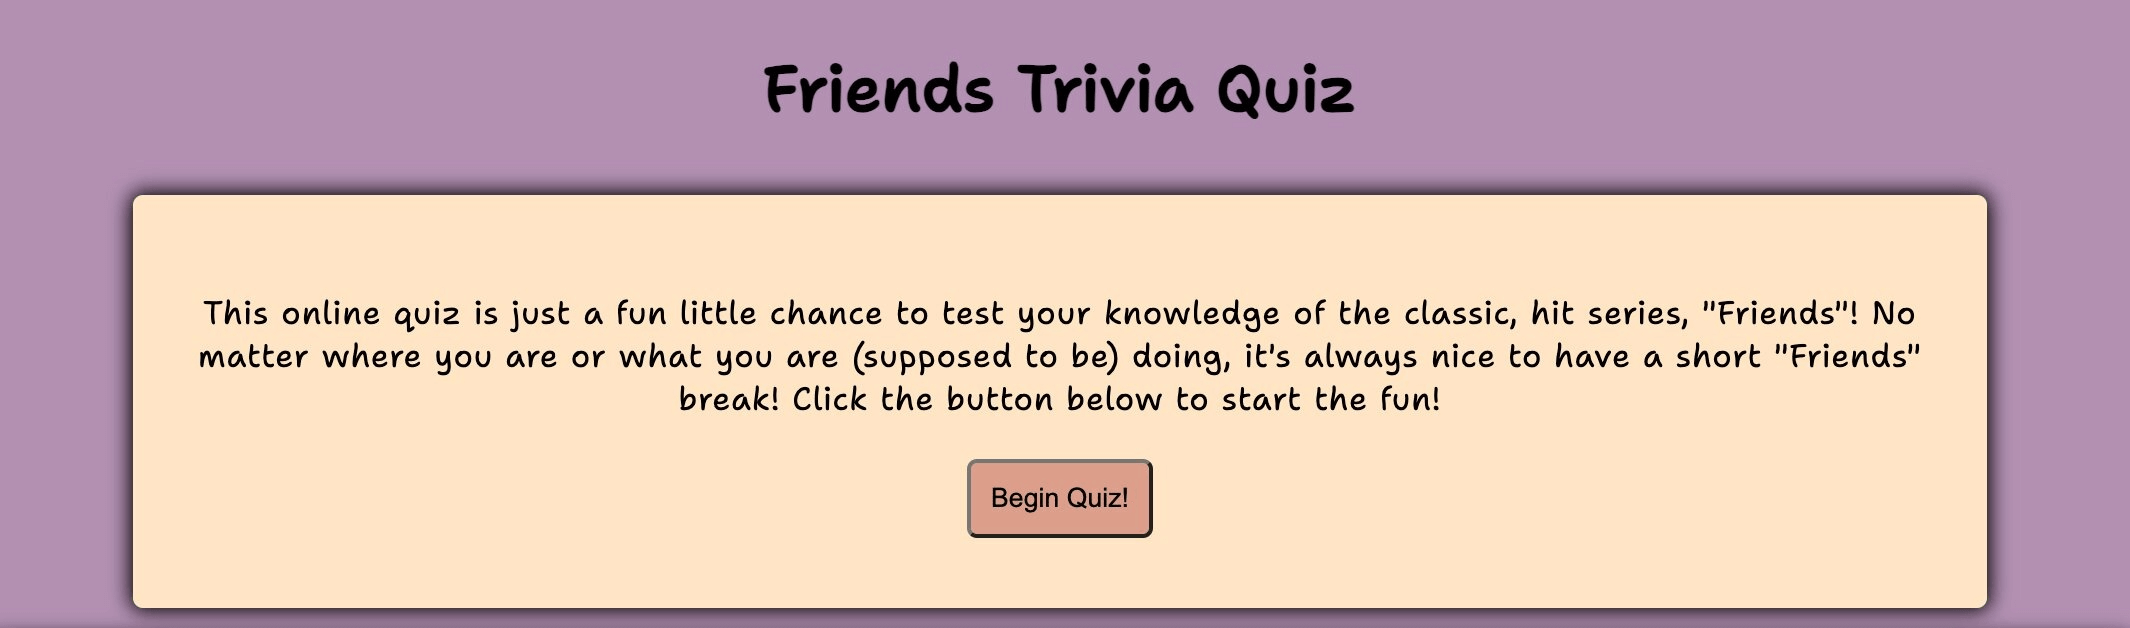 Friends Trivia Quiz
This online quiz is just a fun little chance to test your knowledge of the classic, hit series, "Friends"! No
matter where you are or what you are (supposed to be) doing, it's always nice to have a short "Friends"
break! Click the button below to start the fun!
Begin Quiz!